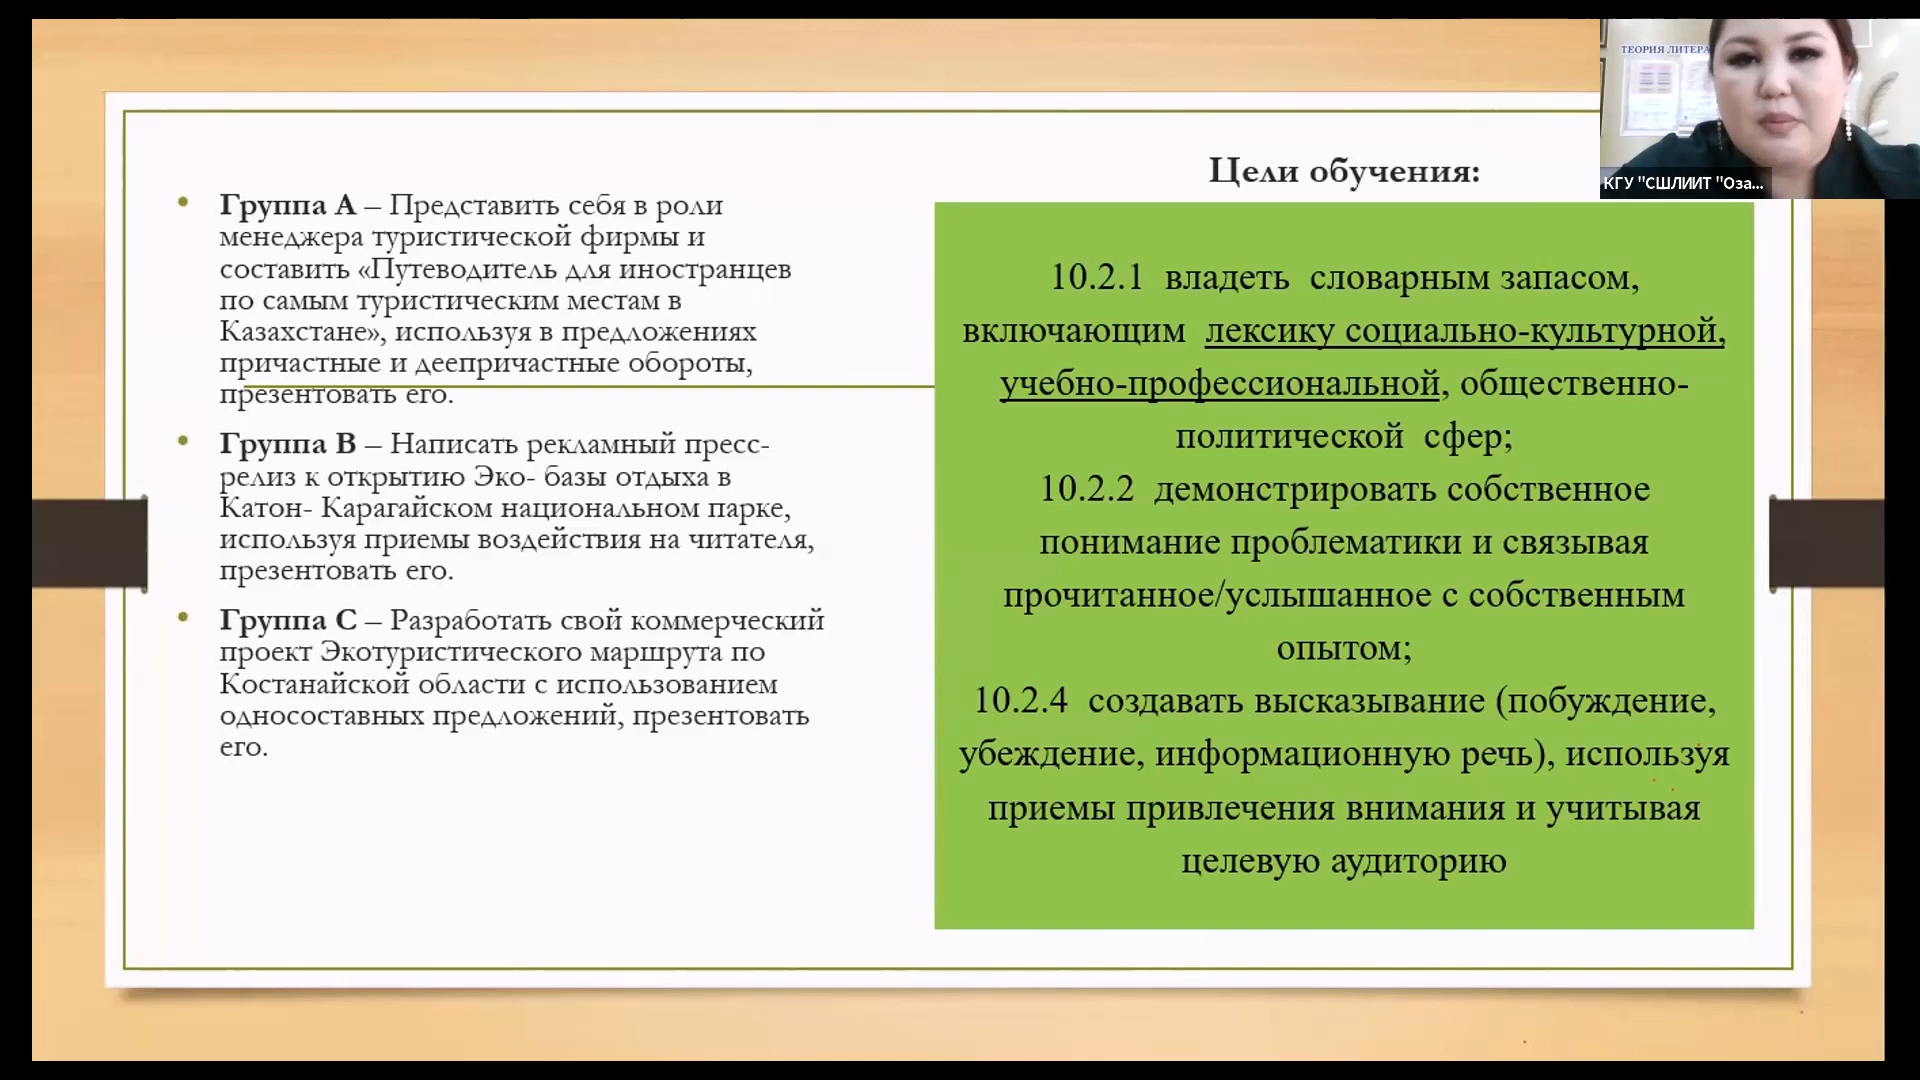 Группа А – Представить себя в роли
менеджера туристической фирмы и
составить «Путеводитель для иностранцев
по самым туристическим местам в
Казахстане», используя в предложениях
причастные и деепричастные обороты,
презентовать его.
Группа В – Написать рекламный пресс-
релиз к открытию Эко- базы отдыха в
Катон- Карагайском национальном парке,
используя приемы воздействия на читателя,
презентовать его.
Группа С – Разработать свой коммерческий
проект Экотуристического маршрута по
Костанайской области с использованием
односоставных предложений, презентовать
его.
Цели обучения:
10.2.1 владеть словарным запасом,
включающим лексику социально-культурной,
учебно-профессиональной, общественно-
политической сфер;
10.2.2 демонстрировать собственное
понимание проблематики и связывая
прочитанное/услышанное с собственным
опытом;
10.2.4 создавать высказывание (побуждение,
убеждение, информационную речь), используя
приемы привлечения внимания и учитывая
целевую аудиторию
ТЕОРИЯ ЛИТЕРА
КГУ "СШЛИИТ "Оза...